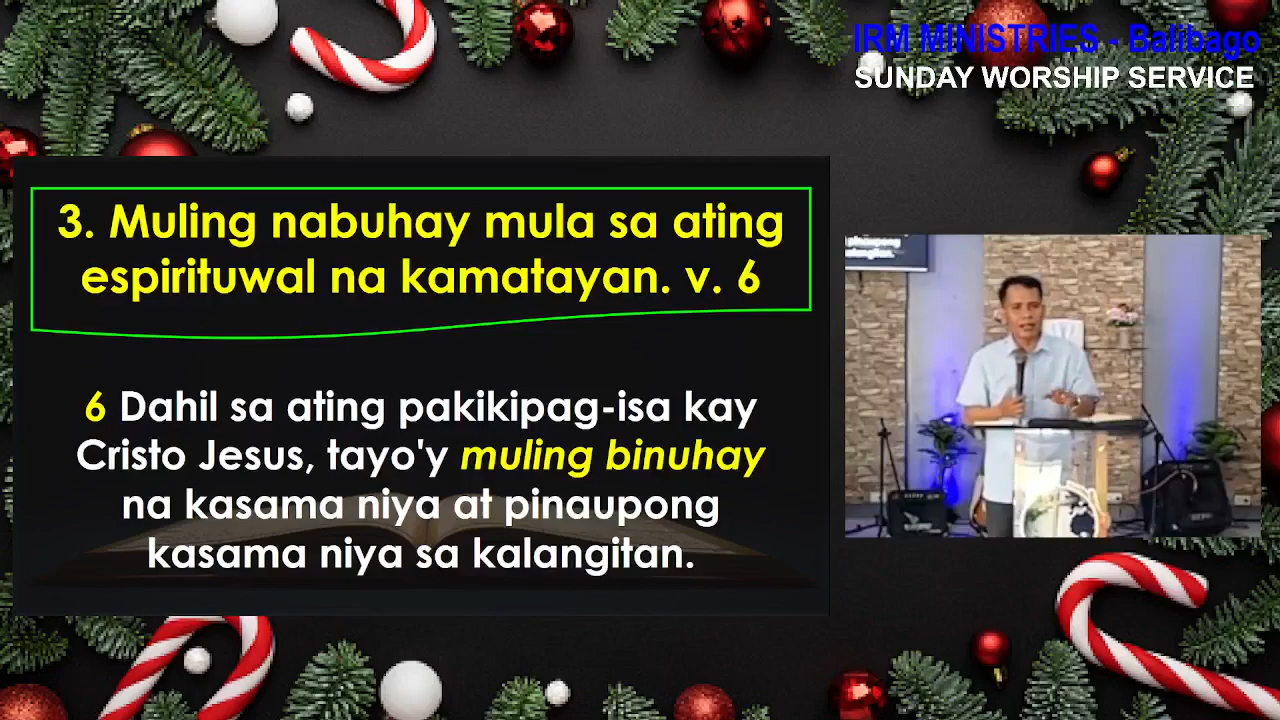 IRM MINISTRIES - Balibago
SUNDAY WORSHIP SERVICE
3. Muling nabuhay mula sa ating
espirituwal na kamatayan. v. 6
6 Dahil sa ating pakikipag-isa kay
Cristo Jesus, tayo'y muling binuhay
na kasama niya at pinaupong
kasama niya sa kalangitan.
pinaupong